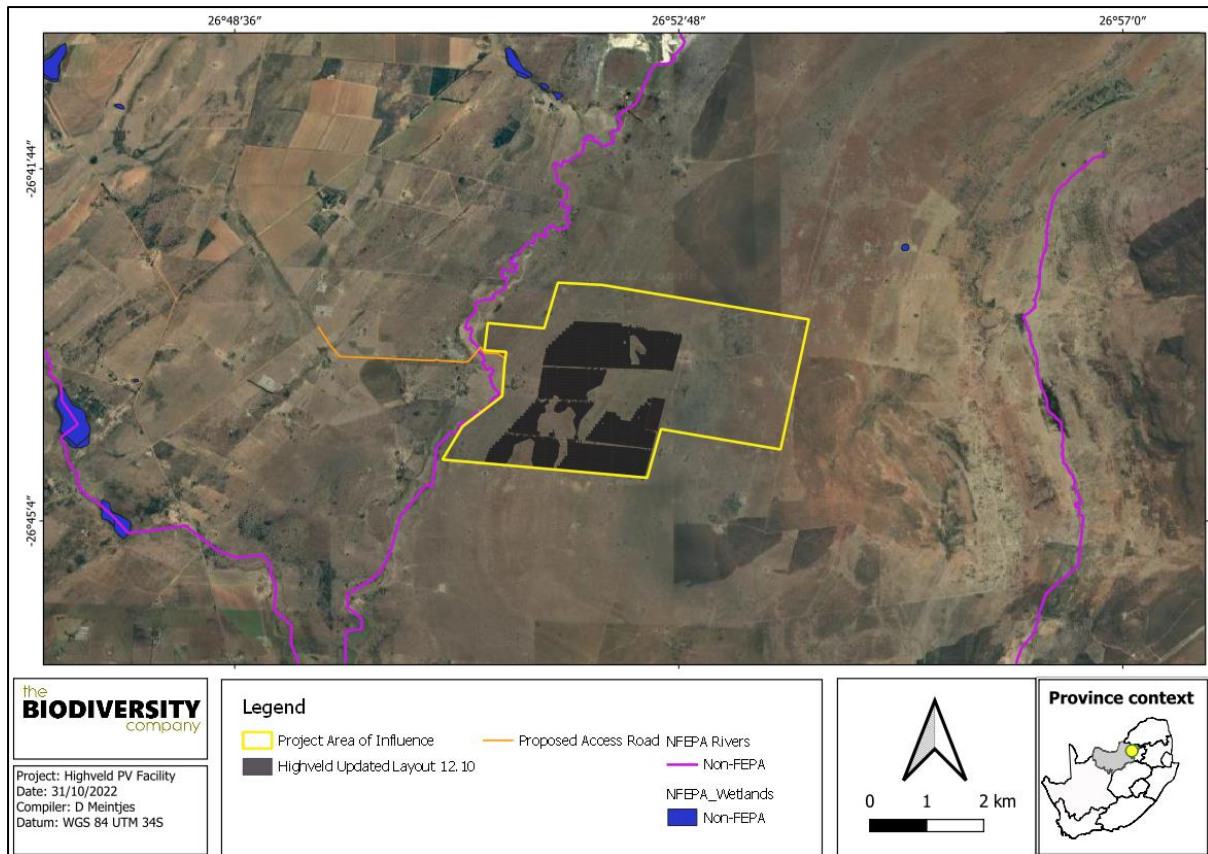 26°48′36″
26°52′48″
26°57′0″
-26°41′44″
-26°45′4″
the
BIODIVERSITY
company
Project: Highveld PV Facility
Date: 31/10/2022
Compiler: D Meintjes
Datum: WGS 84 UTM 34S
Legend
Project Area of Influence
Highveld Updated Layout 12.10
Proposed Access Road
NFEPA Rivers
Non-FEPA
NFEPA_Wetlands
Non-FEPA
0 1 2 km
Province context